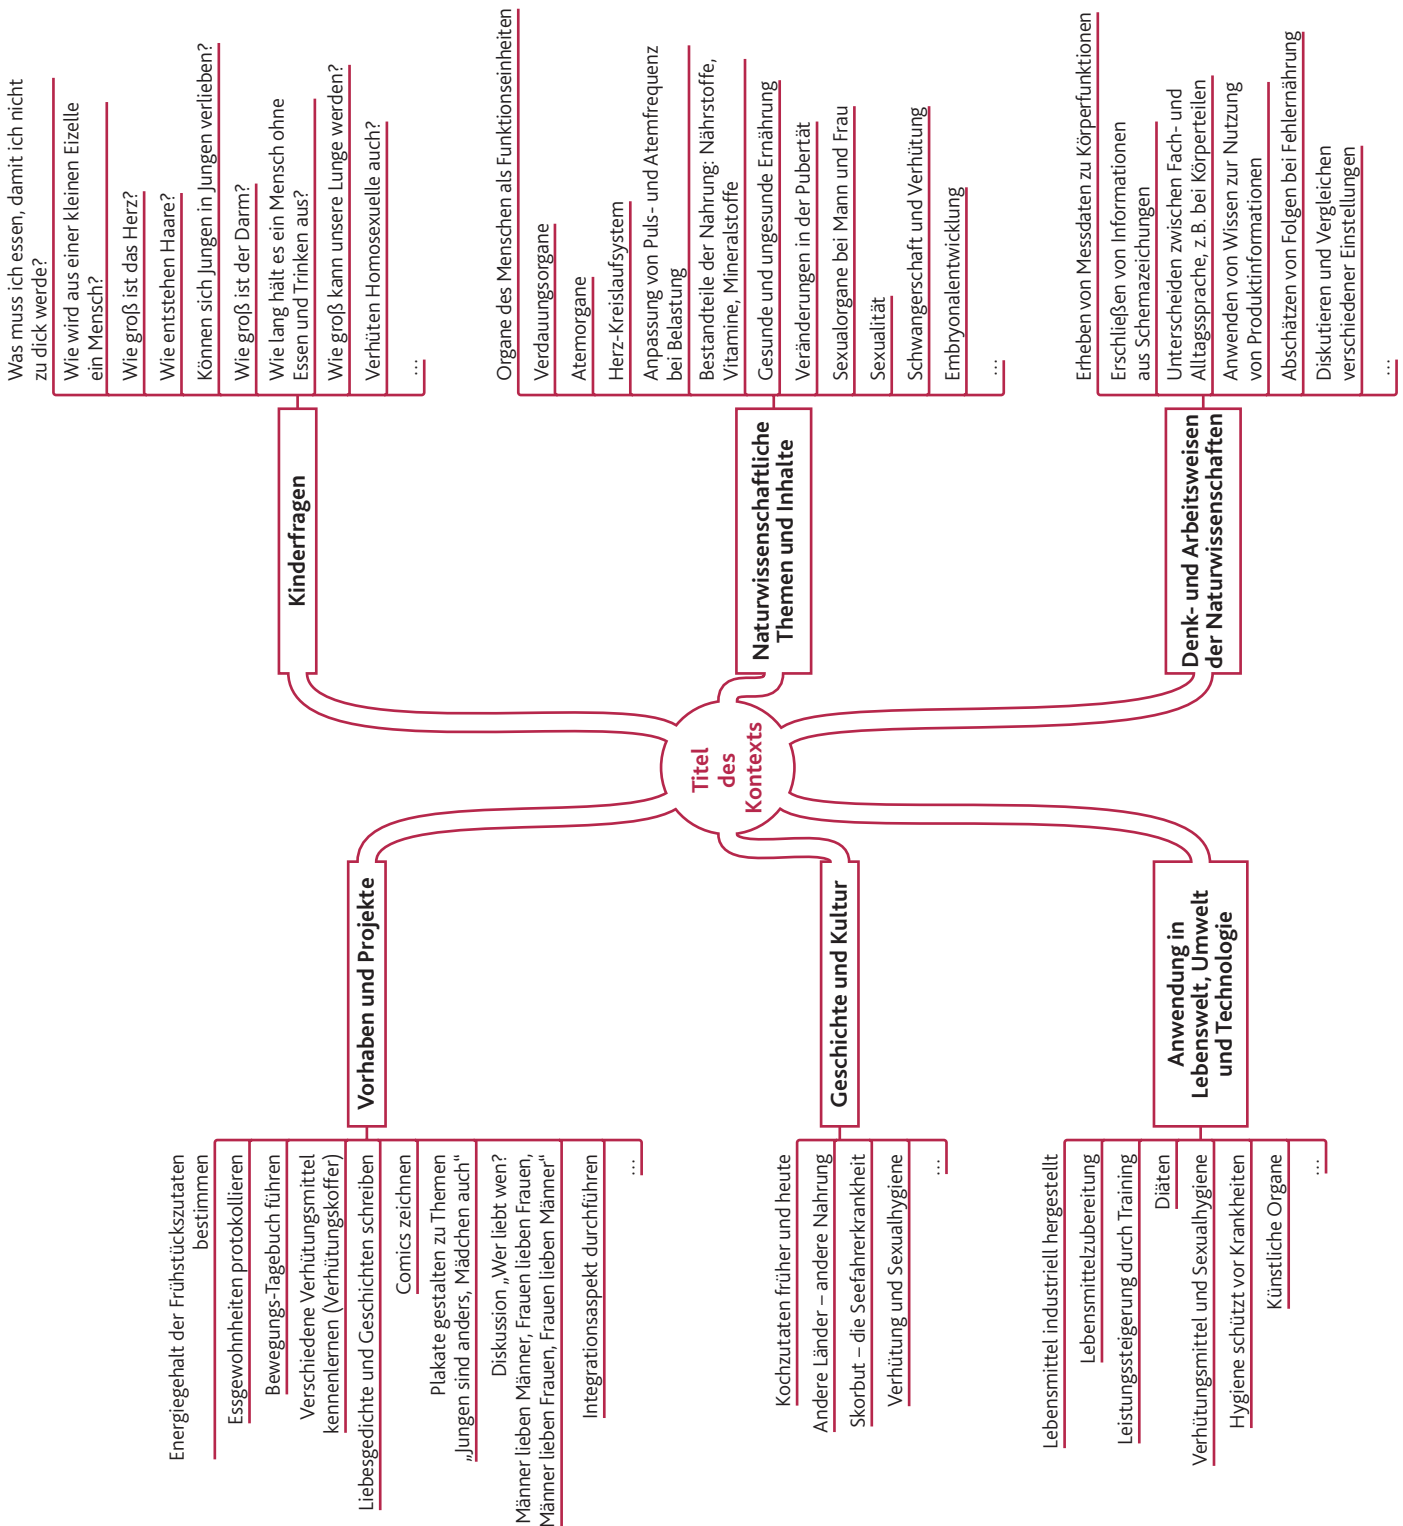 Titel
des
Kontexts
Kinderfragen
Was muss ich essen, damit ich nicht
zu dick werde?
Wie wird aus einer kleinen Eizelle
ein Mensch?
Wie groß ist das Herz?
Wie entstehen Haare?
Können sich Jungen in Jungen verlieben?
Wie groß ist der Darm?
Wie lang hält es ein Mensch ohne
Essen und Trinken aus?
Wie groß kann unsere Lunge werden?
Verhüten Homosexuelle auch?
...
Naturwissenschaftliche
Themen und Inhalte
Organe des Menschen als Funktionseinheiten
Verdauungsorgane
Atemorgane
Herz-Kreislaufsystem
Anpassung von Puls- und Atemfrequenz
bei Belastung
Bestandteile der Nahrung: Nährstoffe,
Vitamine, Mineralstoffe
Gesunde und ungesunde Ernährung
Veränderungen in der Pubertät
Sexualorgane bei Mann und Frau
Sexualität
Schwangerschaft und Verhütung
Embryonalentwicklung
...
Denk- und Arbeitsweisen
der Naturwissenschaften
Erheben von Messdaten zu Körperfunktionen
Erschließen von Informationen
aus Schemazeichungen
Unterscheiden zwischen Fach- und
Alltagssprache, z.B. bei Körperteilen
Anwenden von Wissen zur Nutzung
von Produktinformationen
Abschätzen von Folgen bei Fehlernährung
Diskutieren und Vergleichen
verschiedener Einstellungen
...
Vorhaben und Projekte
Energiegehalt der Frühstückszutaten
bestimmen
Essgewohnheiten protokollieren
Bewegungs-Tagebuch führen
Verschiedene Verhütungsmittel
kennenlernen (Verhütungskoffer)
Liebesgedichte und Geschichten schreiben
Comics zeichnen
Plakate gestalten zu Themen
„Jungen sind anders, Mädchen auch“
Diskussion „Wer liebt wen?
Männer lieben Männer, Frauen lieben Frauen,
Männer lieben Frauen, Frauen lieben Männer“
Integrationsaspekt durchführen
...
Geschichte und Kultur
Kochzutaten früher und heute
Andere Länder – andere Nahrung
Skorbut – die Seefahrerkrankheit
Verhütung und Sexualhygiene
...
Anwendung in
Lebenswelt, Umwelt
und Technologie
Lebensmittel industriell hergestellt
Lebensmittelzubereitung
Leistungssteigerung durch Training
Diäten
Verhütungsmittel und Sexualhygiene
Hygiene schützt vor Krankheiten
Künstliche Organe
...